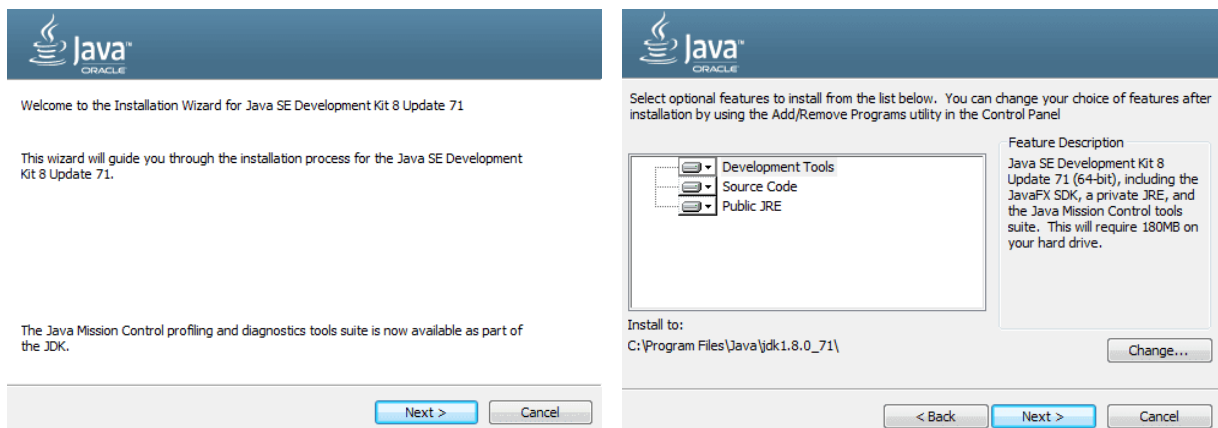 Java™
ORACLE
Welcome to the Installation Wizard for Java SE Development Kit 8 Update 71
This wizard will guide you through the installation process for the Java SE Development
Kit 8 Update 71.
The Java Mission Control profiling and diagnostics tools suite is now available as part of
the JDK.
Next >
Cancel
Java™
ORACLE
Select optional features to install from the list below.  You can change your choice of features after
installation by using the Add/Remove Programs utility in the Control Panel
Development Tools
Source Code
Public JRE
Feature Description
Java SE Development Kit 8
Update 71 (64-bit), including the
JavaFX SDK, a private JRE, and
the Java Mission Control tools
suite.  This will require 180MB on
your hard drive.
Install to:
C:\Program Files\Java\jdk1.8.0_71\
Change...
< Back
Next >
Cancel